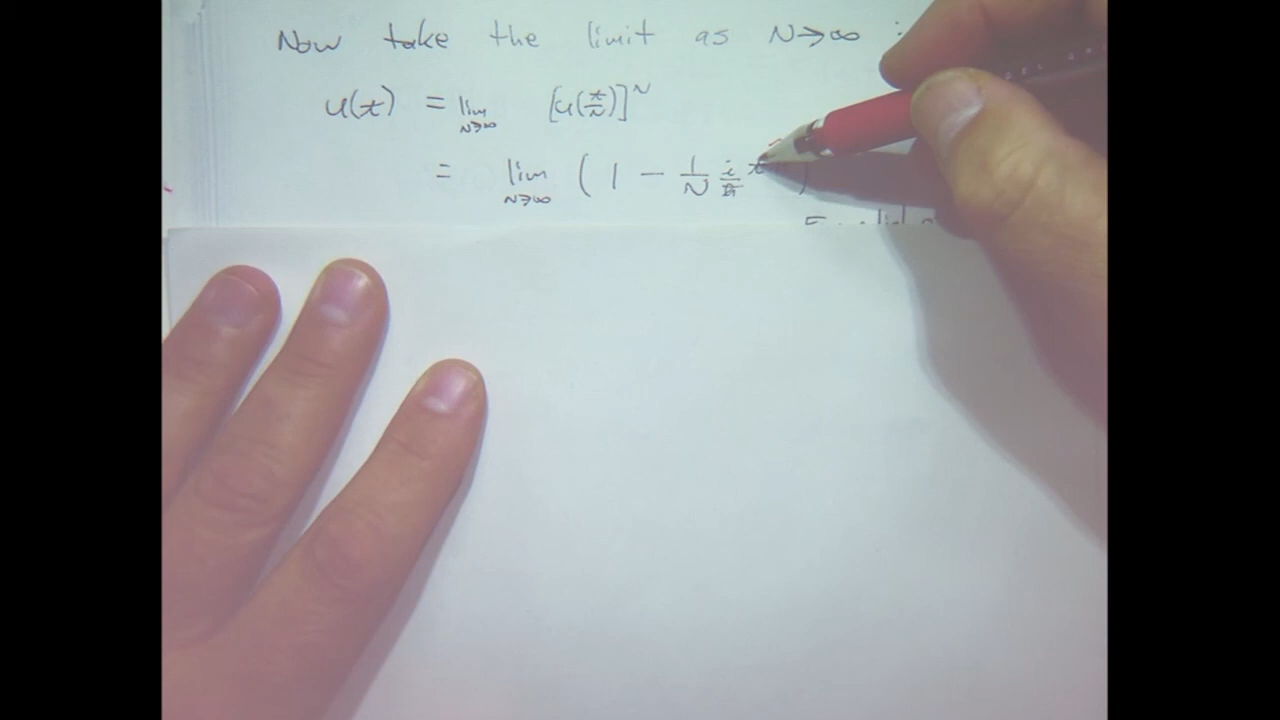 Now take the limit as N→∞ :
u(t) = lim N→∞ [u(t/N)]^N
= lim N→∞ ( 1 - 1/N i/ħ t )